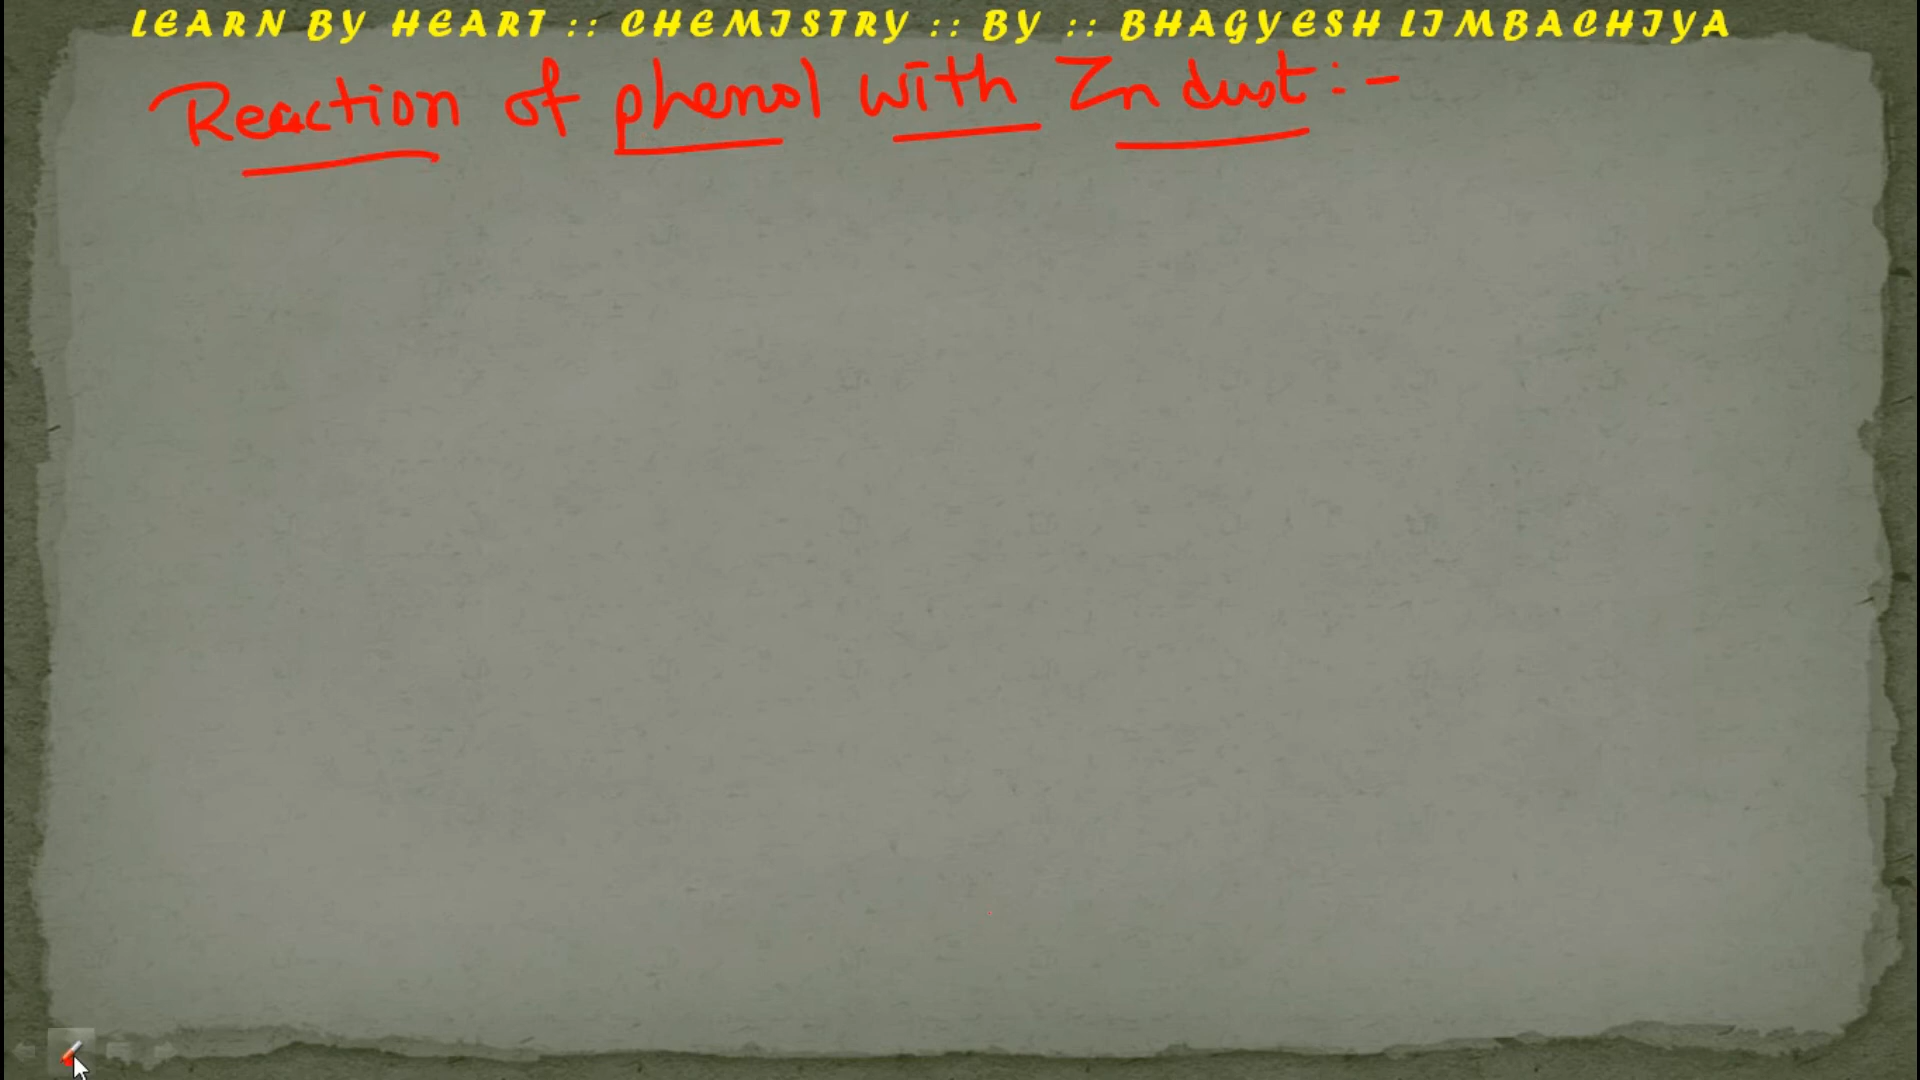 LEARN BY HEART :: CHEMISTRY :: BY :: BHAGYESH LIMBACHIYA
Reaction of phenol with Zn dust :-